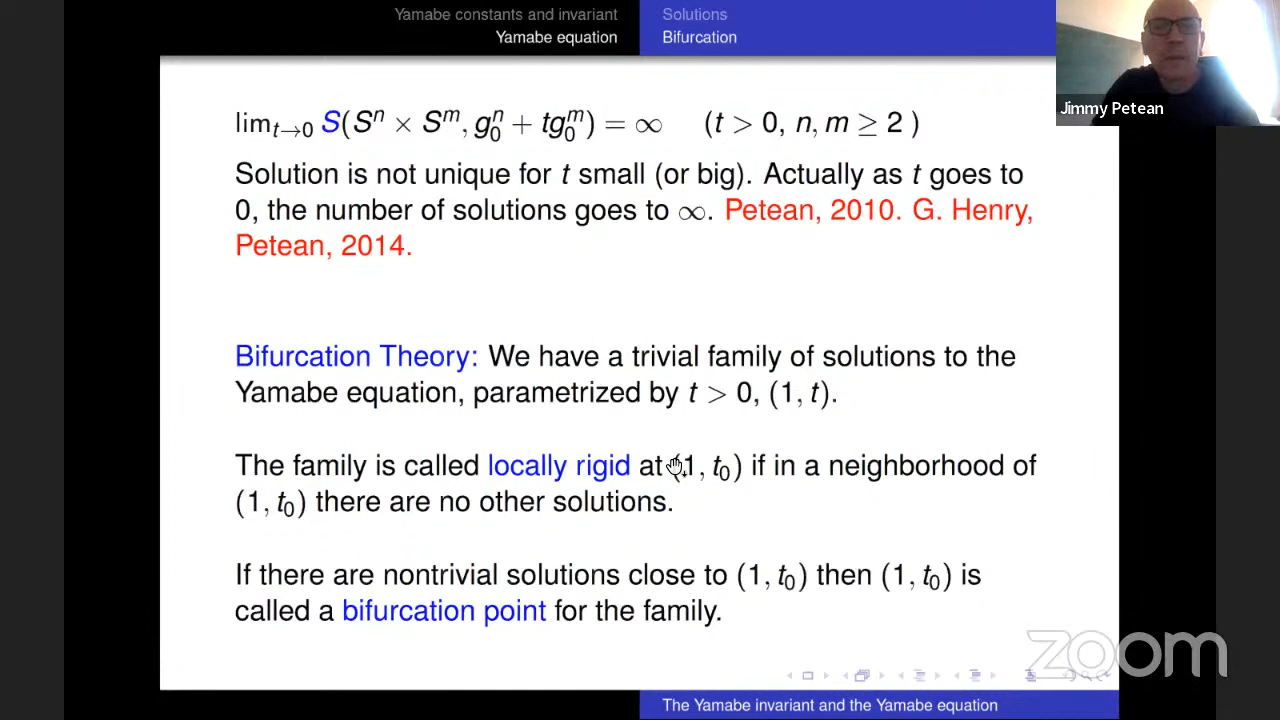 Yamabe constants and invariant
Yamabe equation
Solutions
Bifurcation
Jimmy Petean
lim_{t→0} S(S^n × S^m, g_0^n + tg_0^m) = ∞ (t > 0, n, m ≥ 2 )
Solution is not unique for t small (or big). Actually as t goes to
0, the number of solutions goes to ∞. Petean, 2010. G. Henry,
Petean, 2014.
Bifurcation Theory: We have a trivial family of solutions to the
Yamabe equation, parametrized by t > 0, (1, t).
The family is called locally rigid at (1, t_0) if in a neighborhood of
(1, t_0) there are no other solutions.
If there are nontrivial solutions close to (1, t_0) then (1, t_0) is
called a bifurcation point for the family.
zoom
The Yamabe invariant and the Yamabe equation